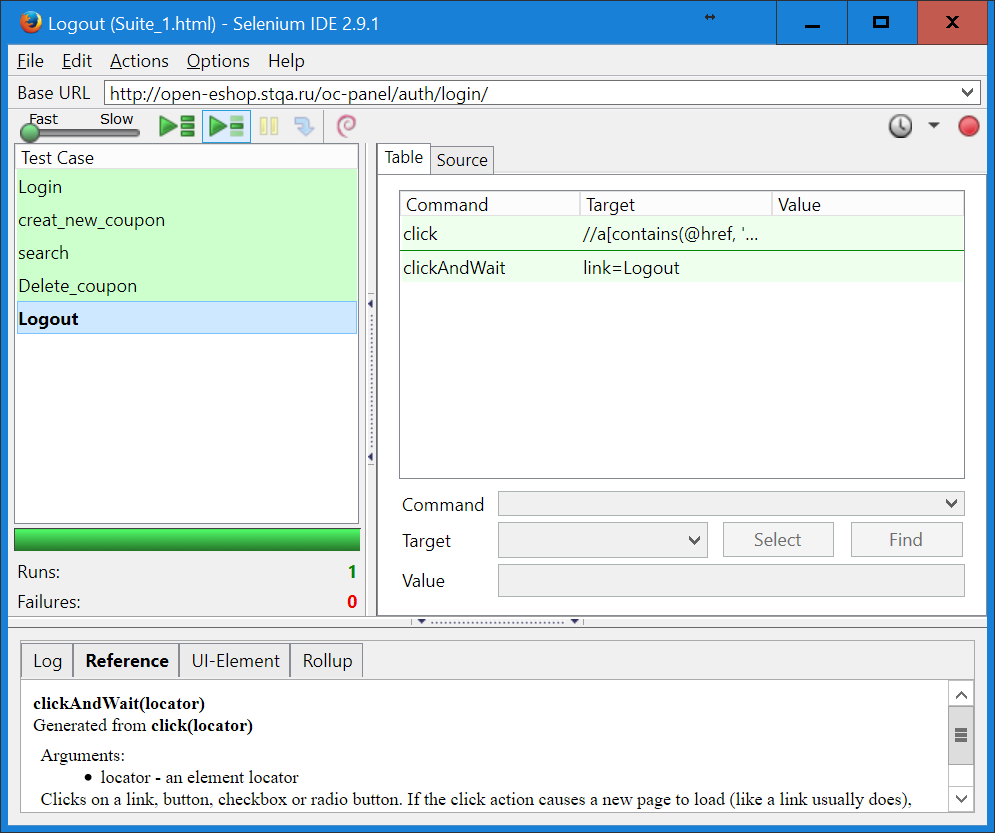 Logout (Suite_1.html) - Selenium IDE 2.9.1
File Edit Actions Options Help
Base URL http://open-eshop.stqa.ru/oc-panel/auth/login/
Fast Slow
Test Case
Login
creat_new_coupon
search
Delete_coupon
Logout
Runs: 1
Failures: 0
Table Source
Command Target Value
click //a[contains(@href, '...
clickAndWait link=Logout
Command
Target Select Find
Value
Log Reference UI-Element Rollup
clickAndWait(locator)
Generated from click(locator)
Arguments:
• locator - an element locator
Clicks on a link, button, checkbox or radio button. If the click action causes a new page to load (like a link usually does),